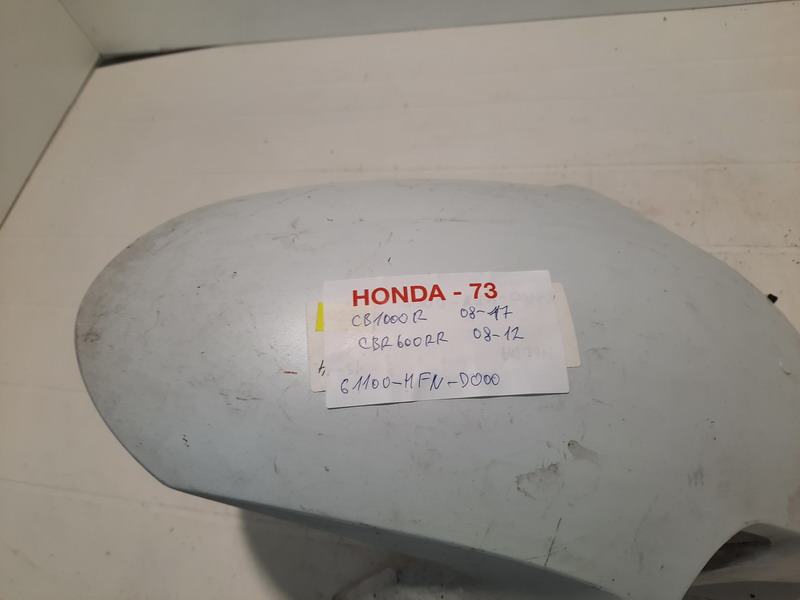 HONDA - 73
CB1000R 08-17
CBR600RR 08-12
61100-MFN-D000